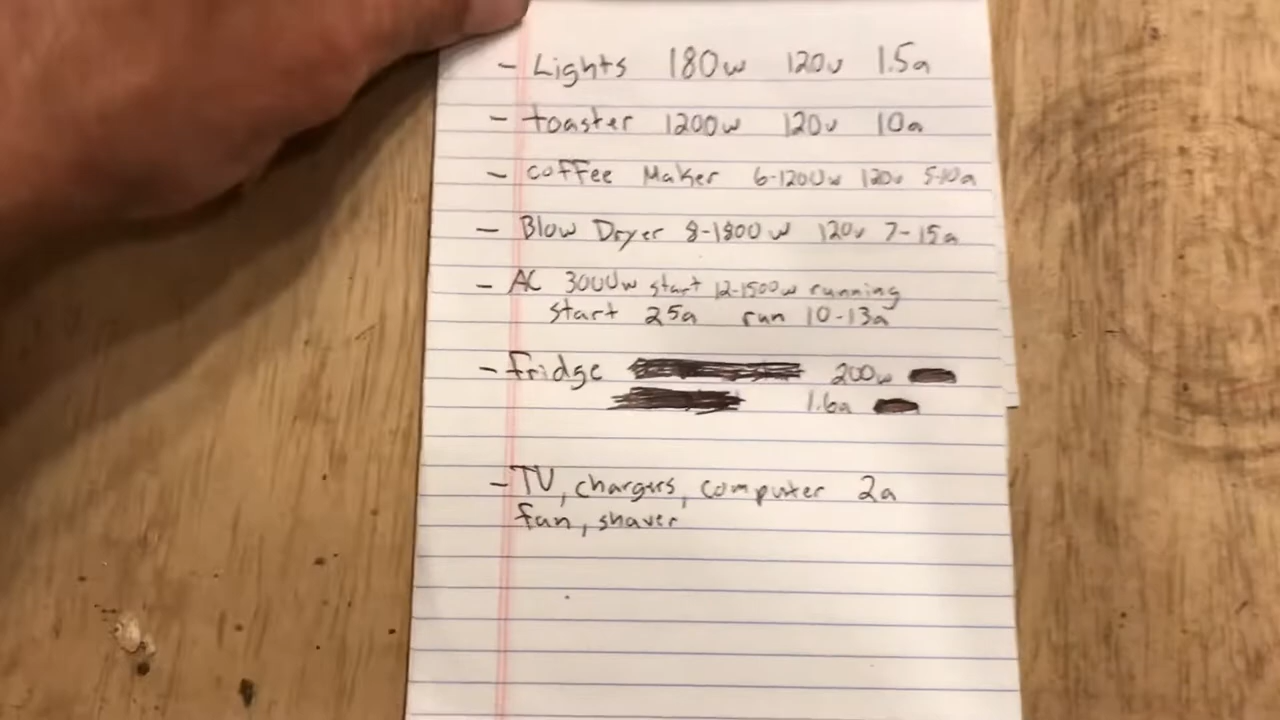 - Lights 180w 120v 1.5a
- toaster 1200w 120v 10a
- coffee Maker 6-1200w 120v 5-10a
- Blow Dryer 8-1800w 120v 7-15a
- AC 3000w start 12-1500w running
start 25a run 10-13a
- fridge 200w
1.6a
- TV, chargers, computer 2a
fan, shaver